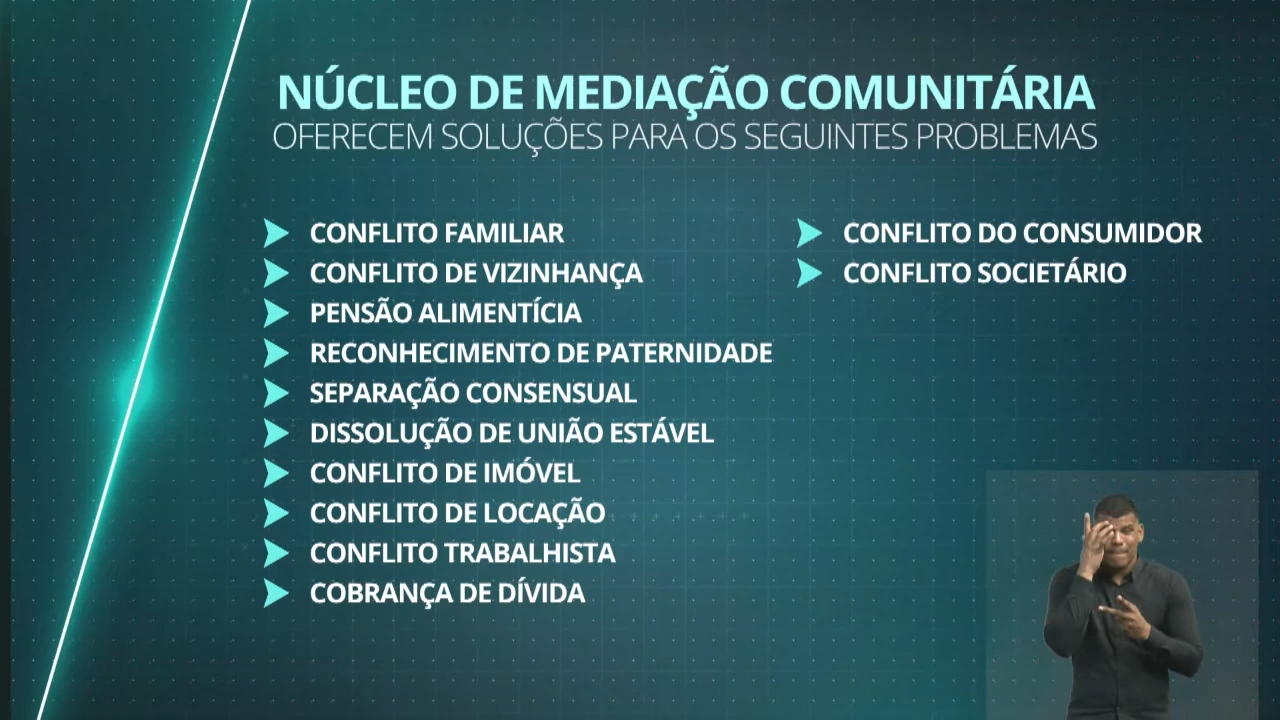 NÚCLEO DE MEDIAÇÃO COMUNITÁRIA
OFERECEM SOLUÇÕES PARA OS SEGUINTES PROBLEMAS
CONFLITO FAMILIAR
CONFLITO DE VIZINHANÇA
PENSÃO ALIMENTÍCIA
RECONHECIMENTO DE PATERNIDADE
SEPARAÇÃO CONSENSUAL
DISSOLUÇÃO DE UNIÃO ESTÁVEL
CONFLITO DE IMÓVEL
CONFLITO DE LOCAÇÃO
CONFLITO TRABALHISTA
COBRANÇA DE DÍVIDA
CONFLITO DO CONSUMIDOR
CONFLITO SOCIETÁRIO